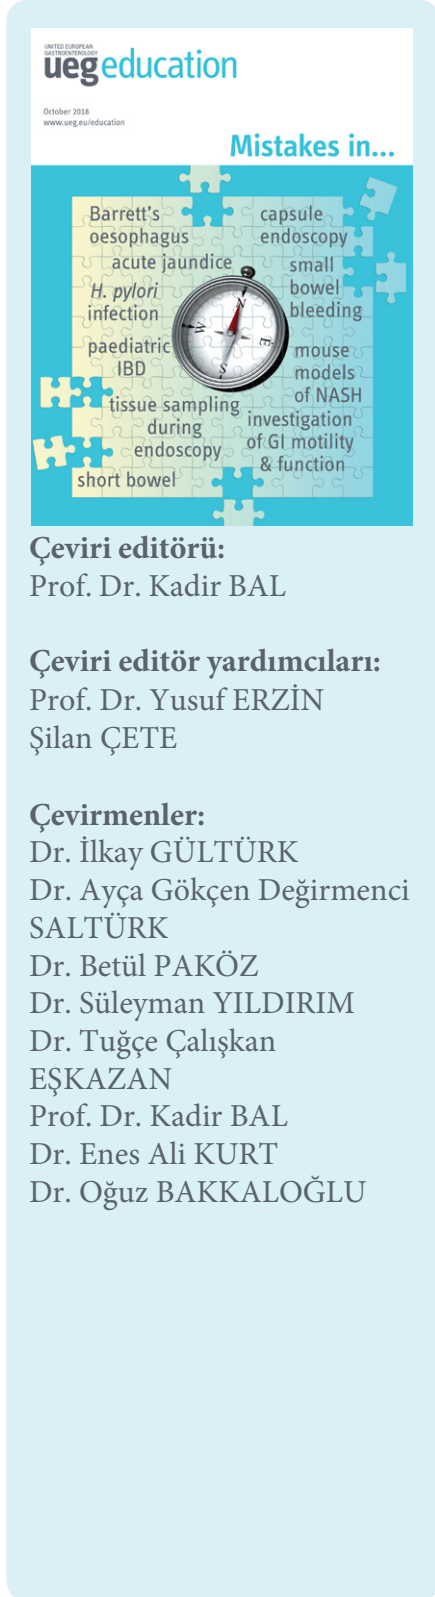 UNITED EUROPEAN
GASTROENTEROLOGY
ueg education
October 2018
www.ueg.eu/education
Mistakes in...
Barrett's
oesophagus
capsule
endoscopy
acute jaundice
small
bowel
bleeding
H. pylori
infection
N
W
E
S
paediatric
IBD
mouse
models
of NASH
tissue sampling
during
endoscopy
investigation
of GI motility
& function
short bowel
Çeviri editörü:
Prof. Dr. Kadir BAL
Çeviri editör yardımcıları:
Prof. Dr. Yusuf ERZİN
Şilan ÇETE
Çevirmenler:
Dr. İlkay GÜLTÜRK
Dr. Ayça Gökçen Değirmenci
SALTÜRK
Dr. Betül PAKÖZ
Dr. Süleyman YILDIRIM
Dr. Tuğçe Çalışkan
EŞKAZAN
Prof. Dr. Kadir BAL
Dr. Enes Ali KURT
Dr. Oğuz BAKKALOĞLU